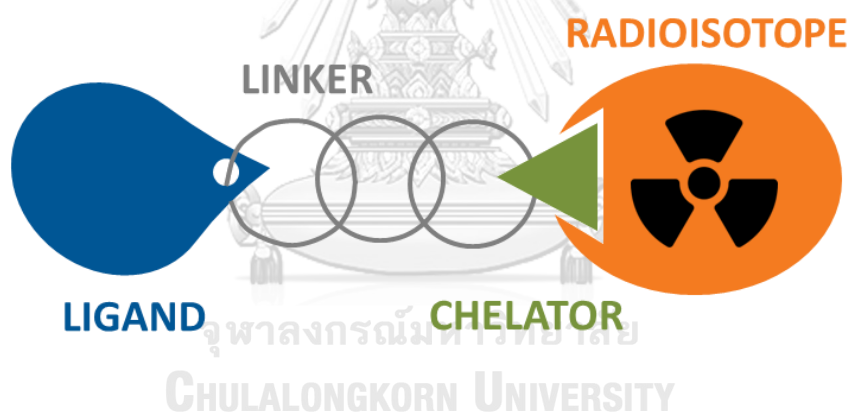 RADIOISOTOPE
LINKER
LIGAND
CHELATOR
จุฬาลงกรณ์มหาวิทยาลัย
CHULALONGKORN UNIVERSITY